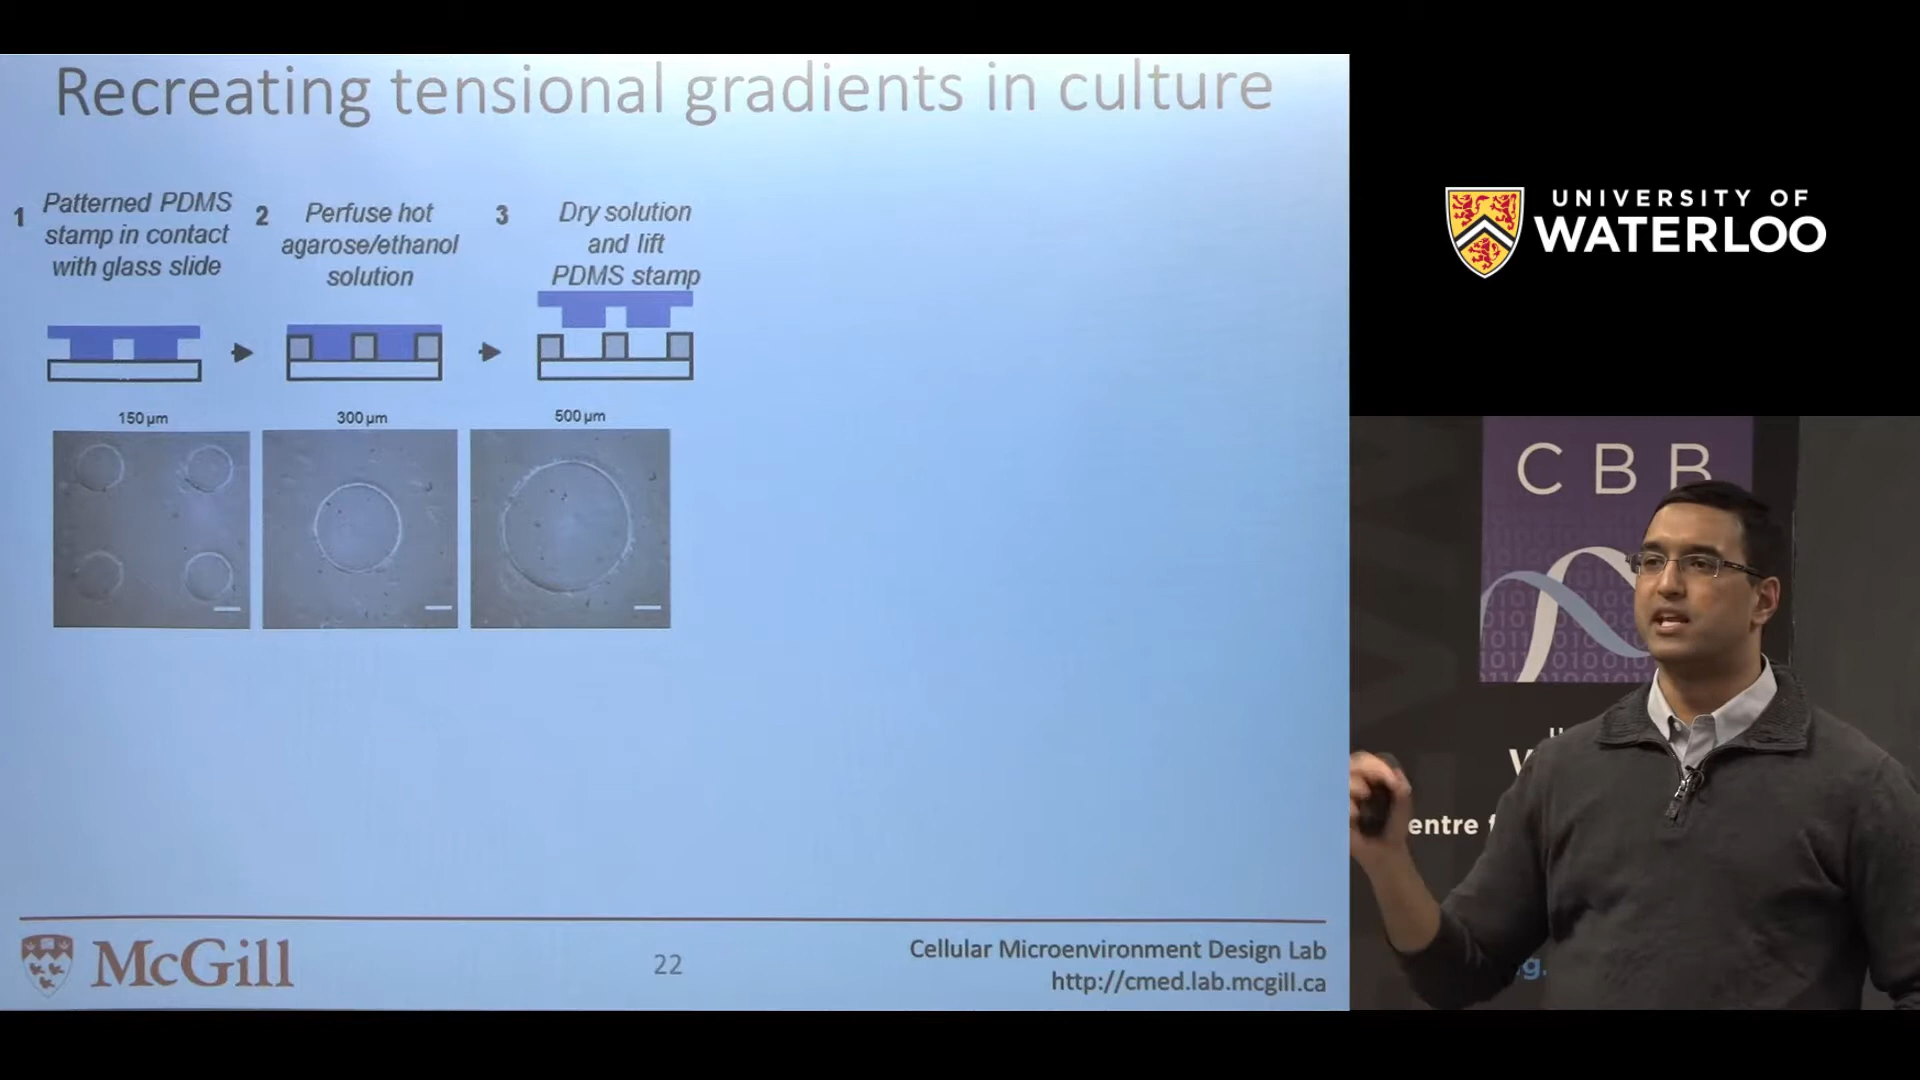 Recreating tensional gradients in culture
1
Patterned PDMS
stamp in contact
with glass slide
2
Perfuse hot
agarose/ethanol
solution
3
Dry solution
and lift
PDMS stamp
150 µm
300 µm
500 µm
McGill
22
Cellular Microenvironment Design Lab
http://cmed.lab.mcgill.ca
UNIVERSITY OF
WATERLOO
CBB
entre f
g.